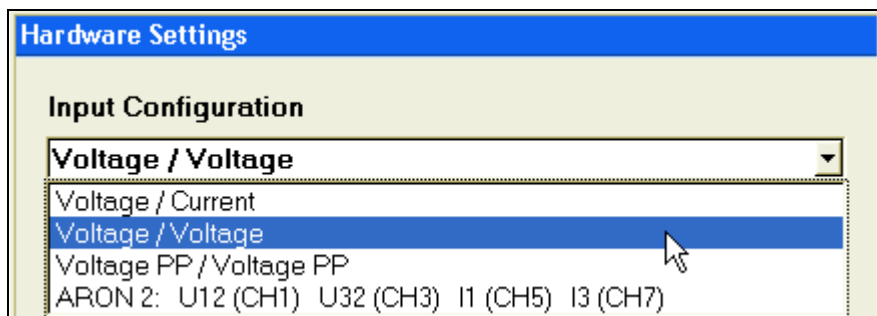 Hardware Settings
Input Configuration
Voltage / Voltage
Voltage / Current
Voltage / Voltage
Voltage PP / Voltage PP
ARON 2:  U12 (CH1)  U32 (CH3)  I1 (CH5)  I3 (CH7)